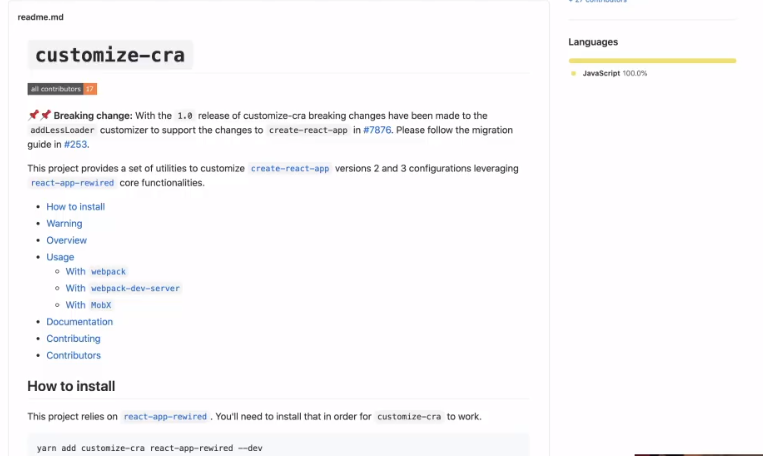 readme.md
customize-cra
all contributors 17
📌📌 Breaking change: With the 1.0 release of customize-cra breaking changes have been made to the
addLessLoader customizer to support the changes to create-react-app in #7876. Please follow the migration
guide in #253.
This project provides a set of utilities to customize create-react-app versions 2 and 3 configurations leveraging
react-app-rewired core functionalities.
• How to install
• Warning
• Overview
• Usage
◦ With webpack
◦ With webpack-dev-server
◦ With MobX
• Documentation
• Contributing
• Contributors
How to install
This project relies on react-app-rewired . You'll need to install that in order for customize-cra to work.
yarn add customize-cra react-app-rewired --dev
Languages
JavaScript 100.0%